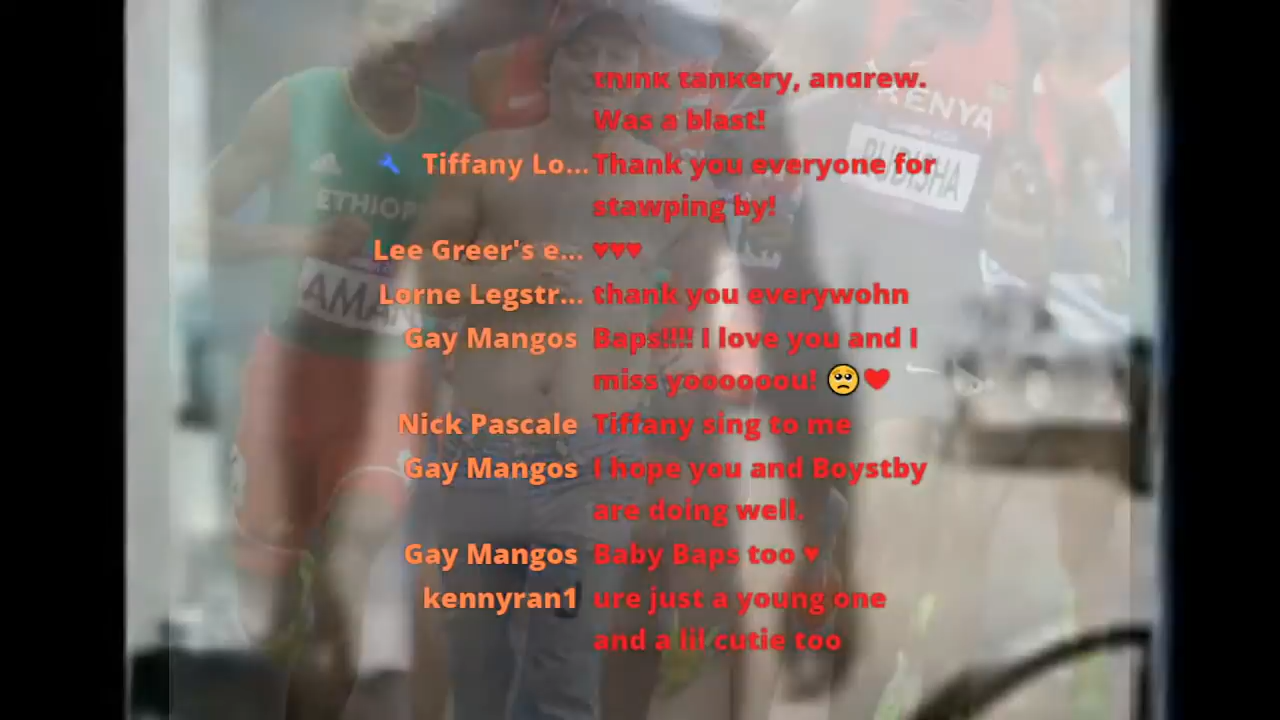 think tankery, andrew.
Was a blast!
Tiffany Lo... Thank you everyone for
stawping by!
Lee Greer's e... ♥♥♥
Lorne Legstr... thank you everywohn
Gay Mangos Baps!!!! I love you and I
miss yoooooou! 🥺❤
Nick Pascale Tiffany sing to me
Gay Mangos I hope you and Boystby
are doing well.
Gay Mangos Baby Baps too ♥
kennyran1 ure just a young one
and a lil cutie too
KENYA
RUDISHA
ETHIOP
AMAN